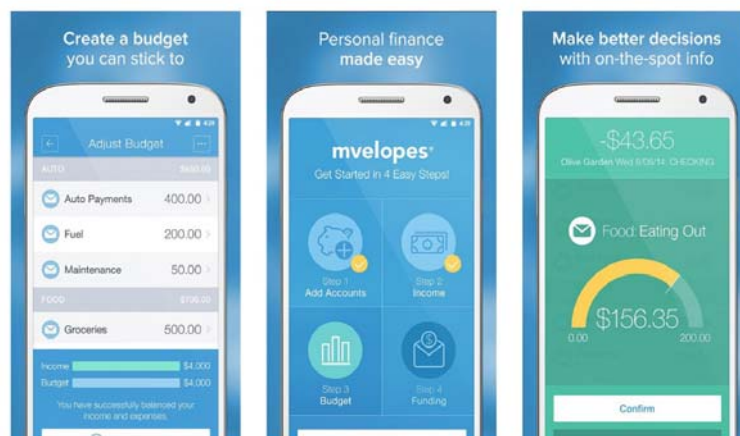 Create a budget
you can stick to
Adjust Budget
AUTO $650.00
Auto Payments 400.00
Fuel 200.00
Maintenance 50.00
FOOD $700.00
Groceries 500.00
Income $4,000
Budget $4,000
You have successfully balanced your
income and expenses.
Personal finance
made easy
4:29
mvelopes
Get Started in 4 Easy Steps!
Step 1
Add Accounts
Step 2
Income
Step 3
Budget
Step 4
Funding
Make better decisions
with on-the-spot info
-$43.65
Olive Garden Wed CHECKING
Food: Eating Out
$156.35
0.00 200.00
Confirm